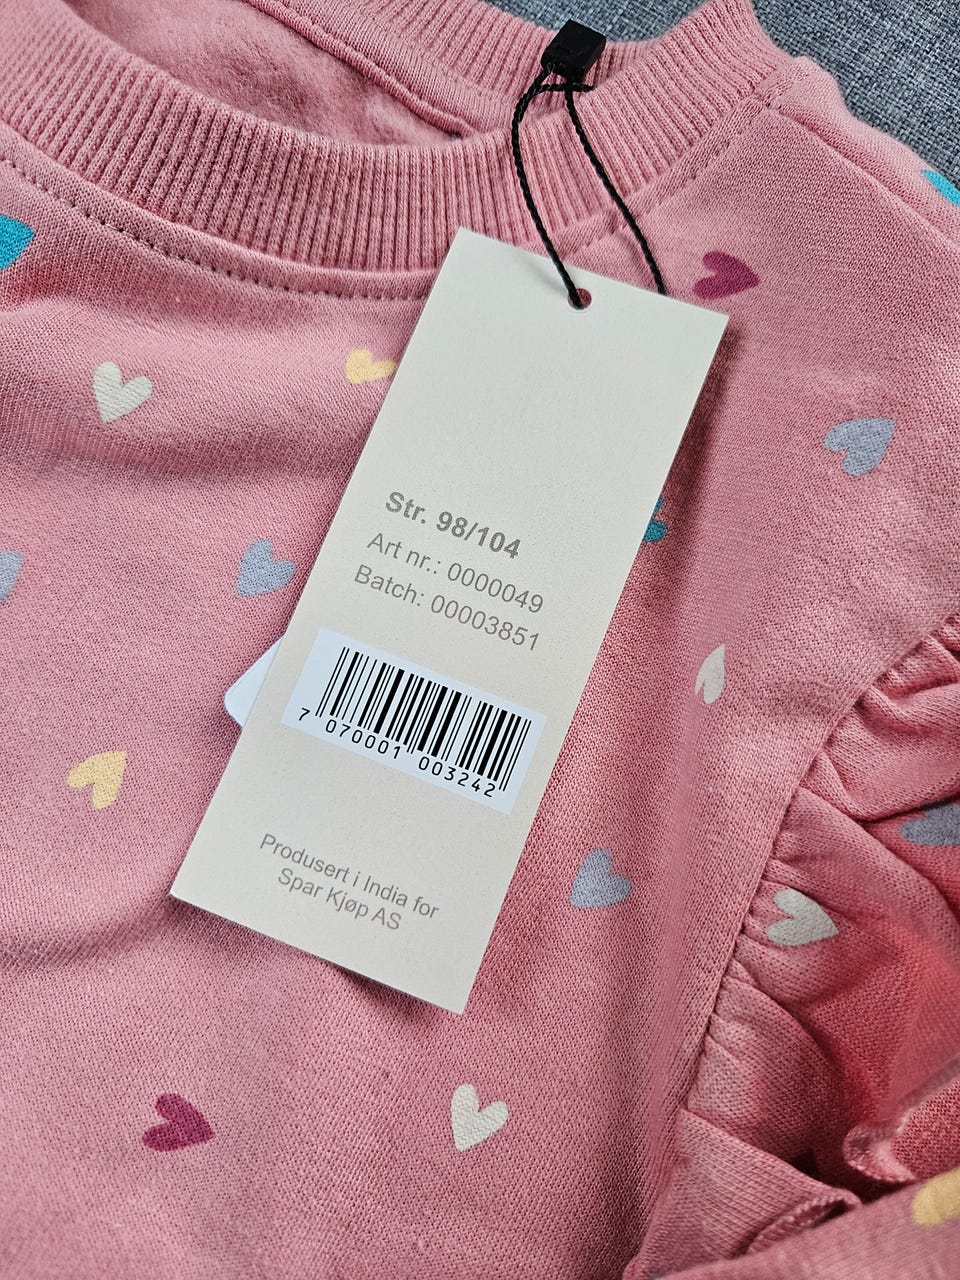 Str. 98/104
Art nr.: 0000049
Batch: 00003851
7 070001 003242
Produsert i India for
Spar Kjøp AS